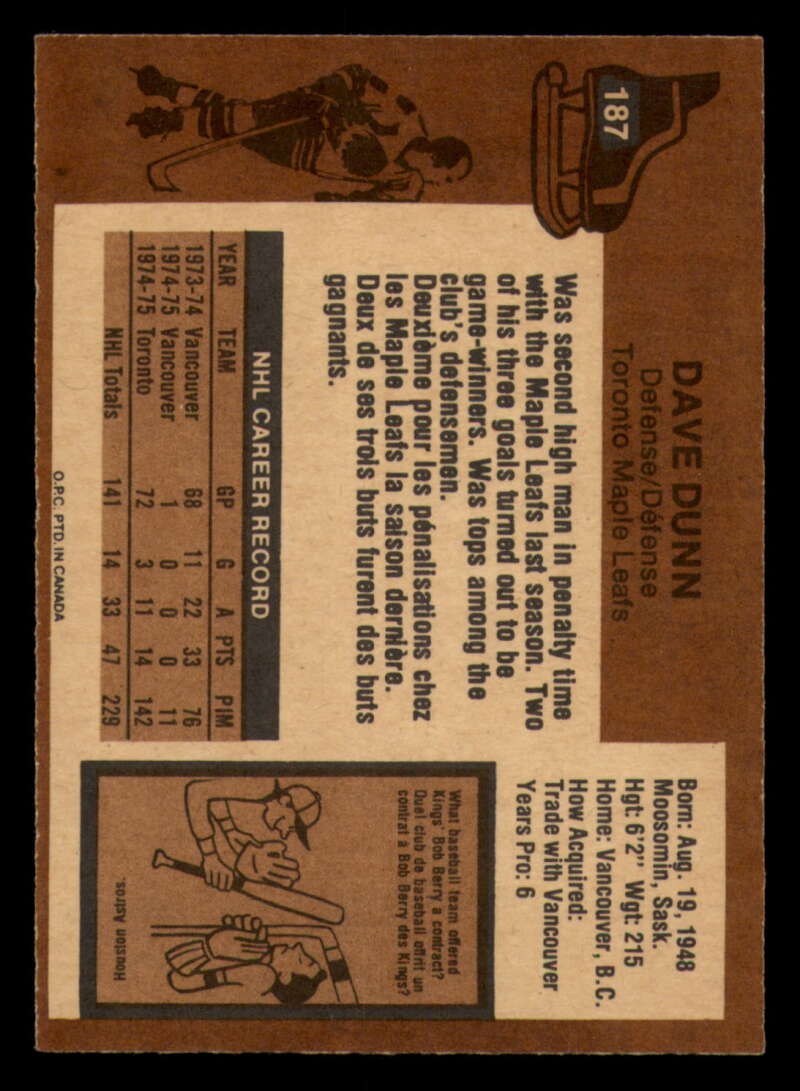 187
DAVE DUNN
Defense/Défense
Toronto Maple Leafs
Born: Aug. 19, 1948
Moosomin, Sask.
Hgt: 6'2" Wgt: 215
Home: Vancouver, B.C.
How Acquired:
Trade with Vancouver
Years Pro: 6
Was second high man in penalty time
with the Maple Leafs last season. Two
of his three goals turned out to be
game-winners. Was tops among the
club's defensemen.
Deuxième pour les pénalisations chez
les Maple Leafs la saison dernière.
Deux de ses trois buts furent des buts
gagnants.
NHL CAREER RECORD
YEAR TEAM GP G A PTS PIM
1973-74 Vancouver 68 11 22 33 76
1974-75 Vancouver 1 0 0 0 11
1974-75 Toronto 72 3 11 14 142
NHL Totals 141 14 33 47 229
What baseball team offered
Kings' Bob Berry a contract?
Quel club de baseball offrit un
contrat à Bob Berry des Kings?
Houston Astros.
O.P.C. PTD. IN CANADA